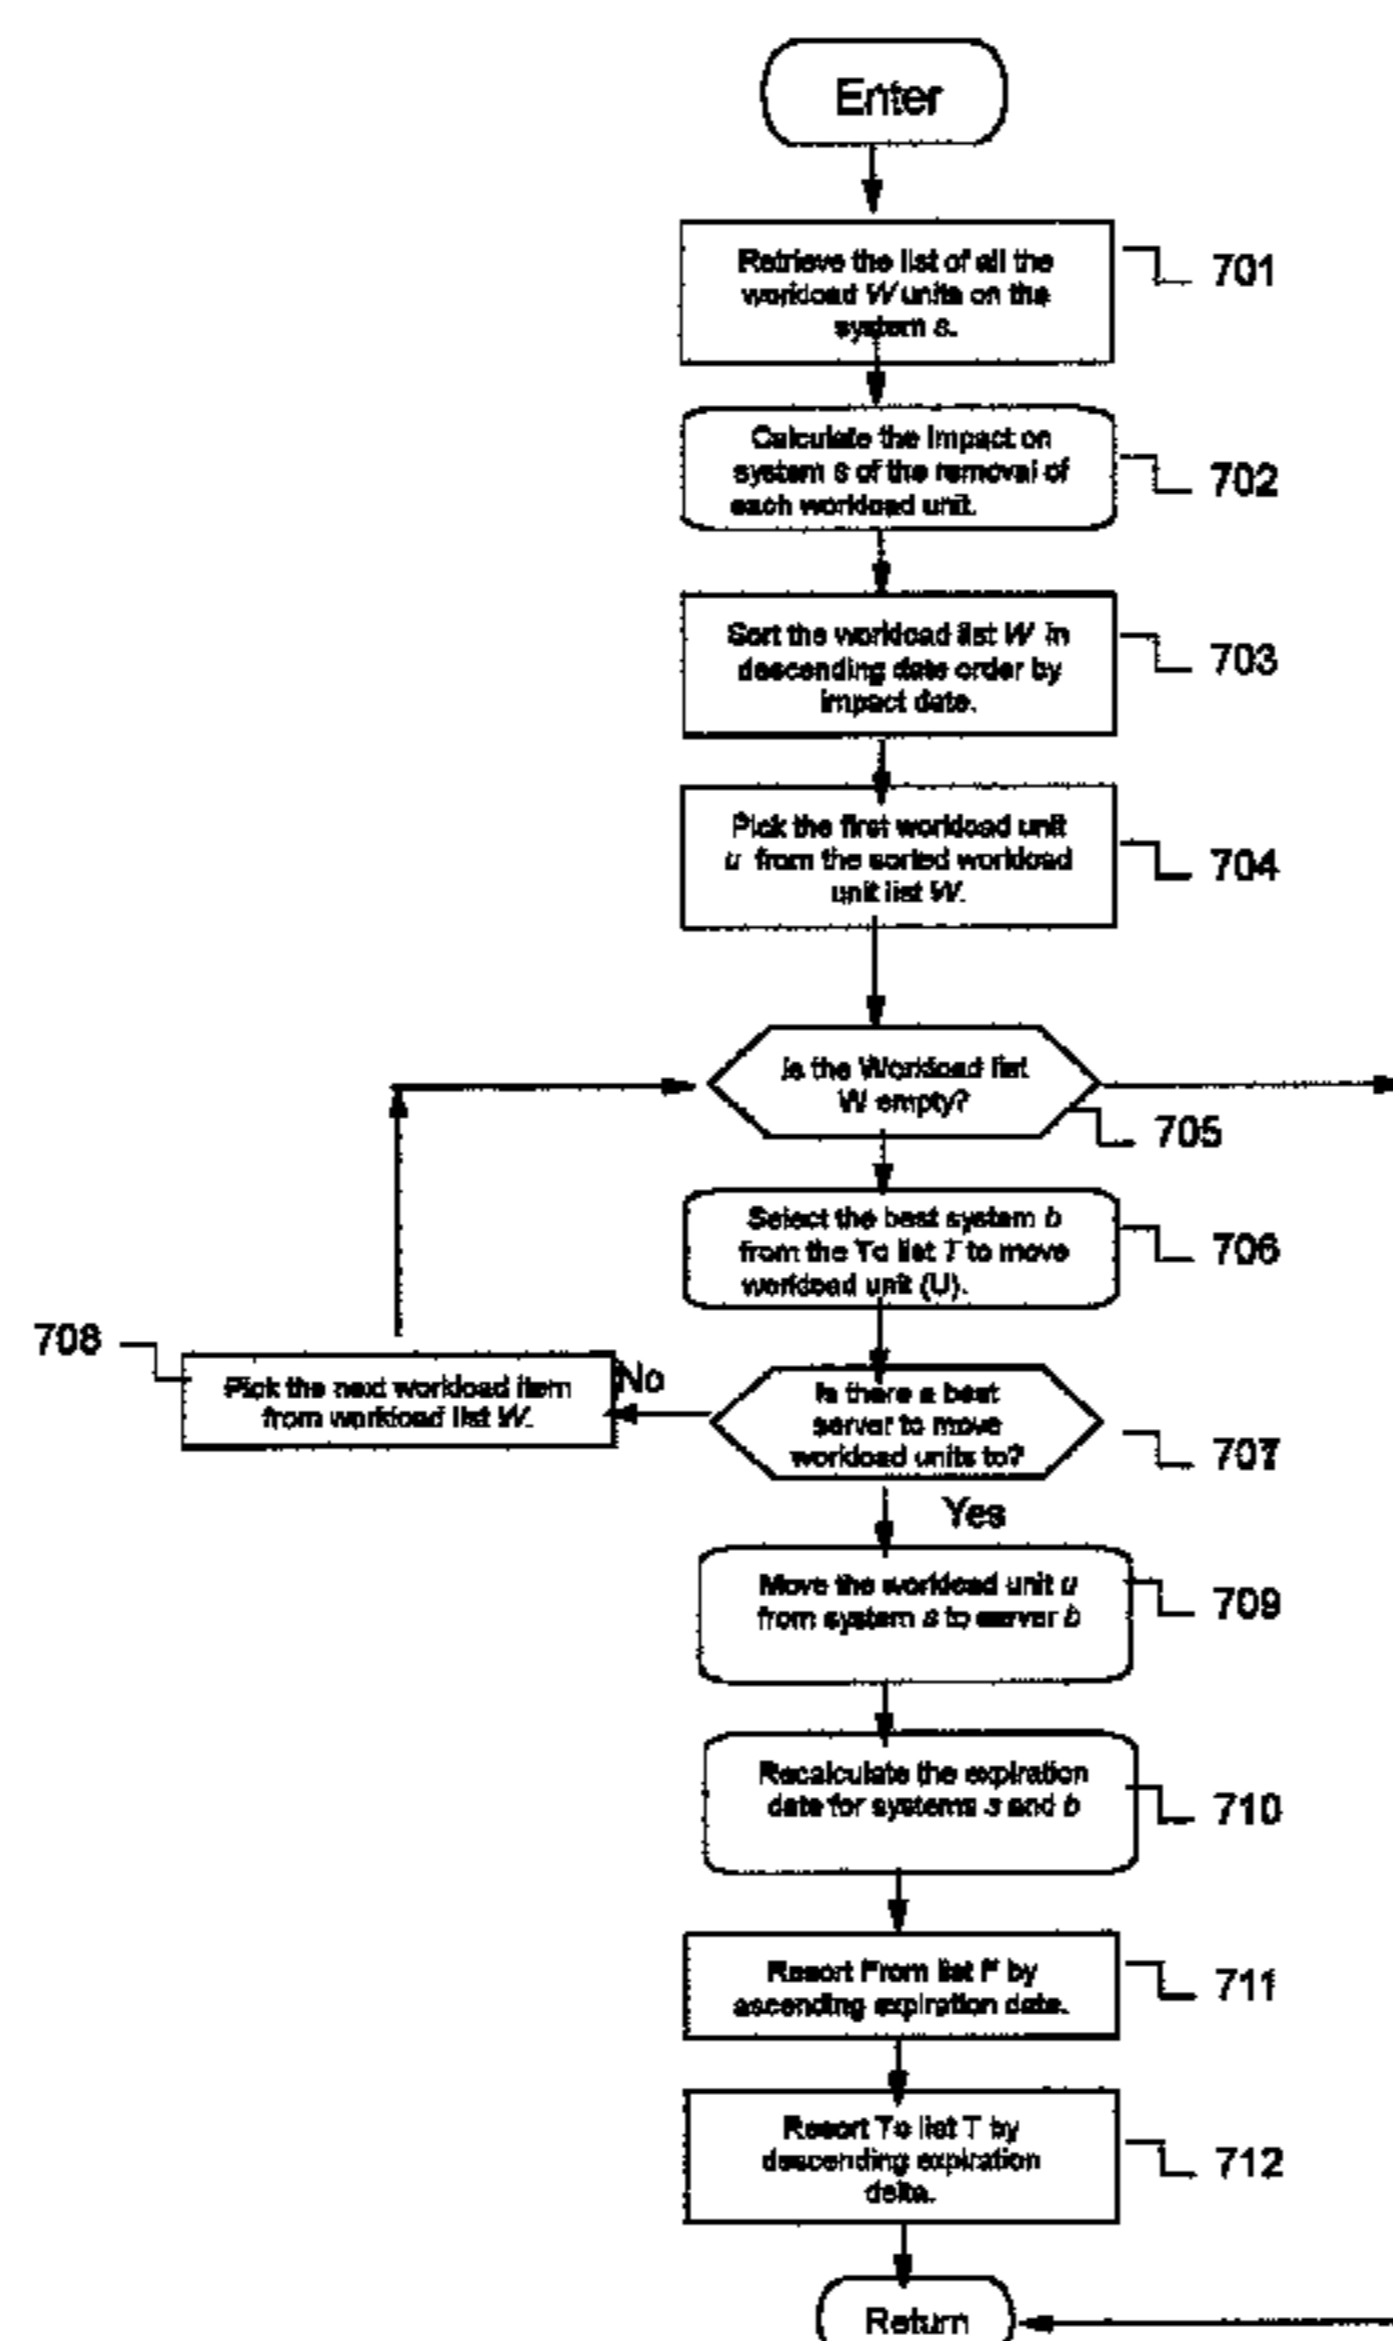 Enter
Retrieve the list of all the
workload W units on the
system s.
701
Calculate the impact on
system s of the removal of
each workload unit.
702
Sort the workload list W in
descending date order by
impact date.
703
Pick the first workload unit
u from the sorted workload
unit list W.
704
Is the Workload list
W empty?
705
Select the best system b
from the To list T to move
workload unit (U).
706
708
Pick the next workload item
from workload list W.
No
Is there a best
server to move
workload units to?
707
Yes
Move the workload unit u
from system s to server b
709
Recalculate the expiration
date for systems s and b
710
Resort From list F by
ascending expiration date.
711
Resort To list T by
descending expiration
delta.
712
Return